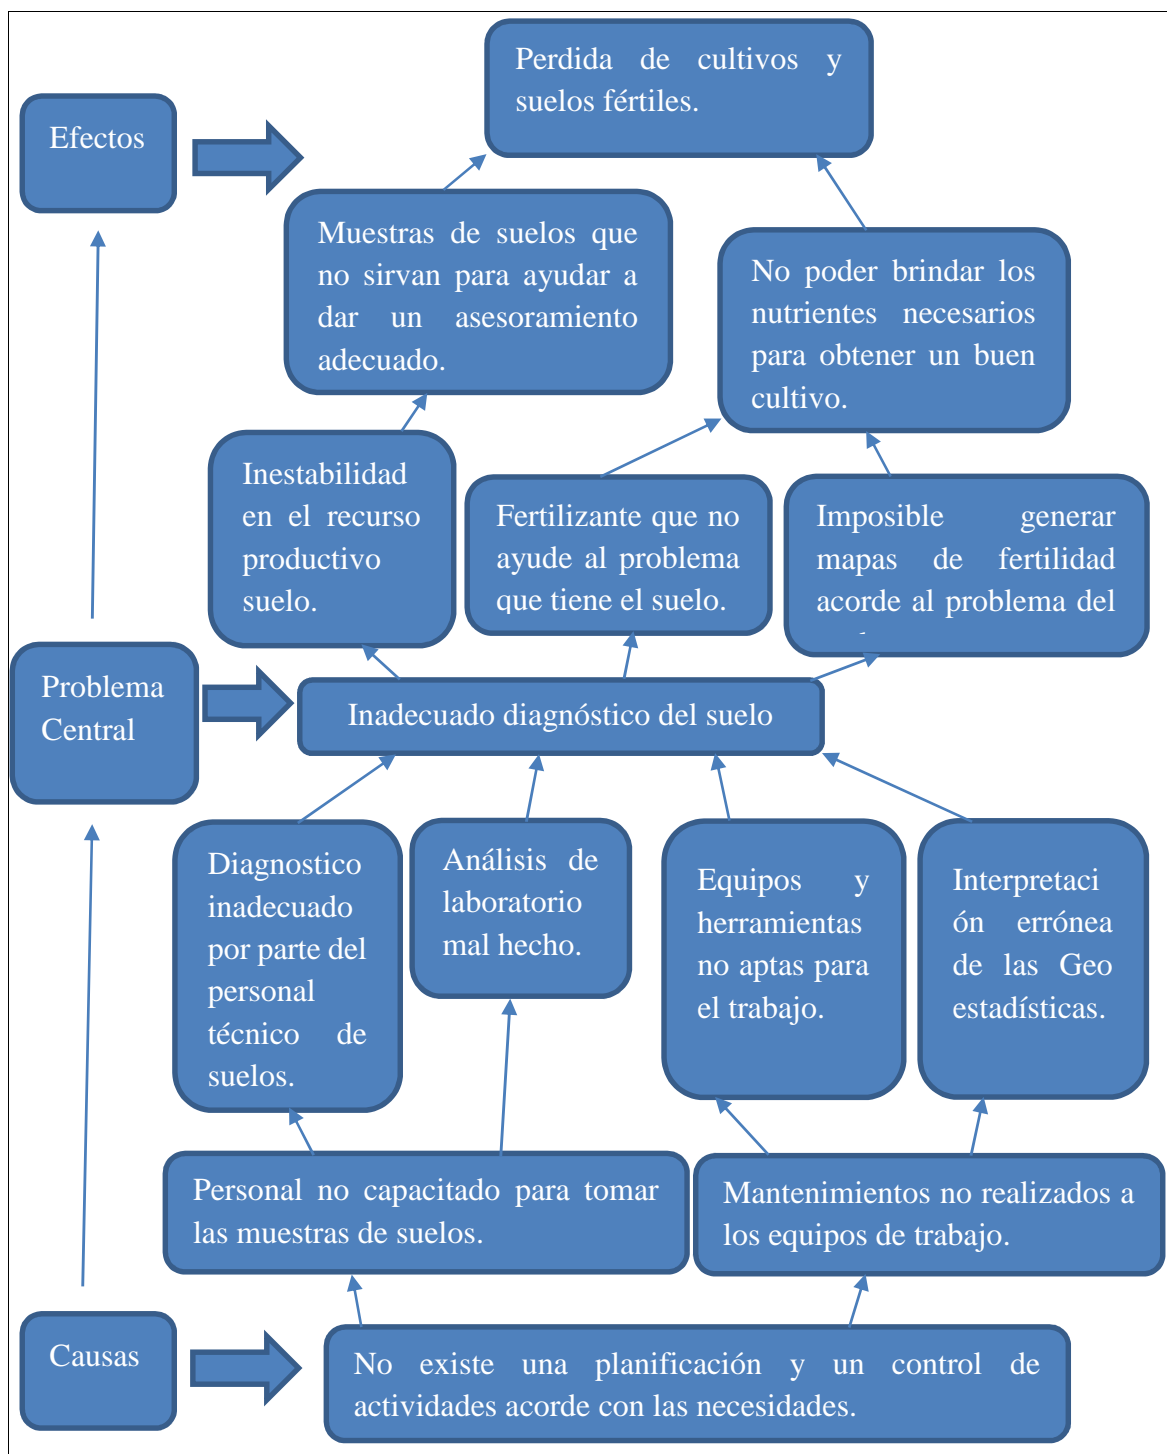 Perdida de cultivos y
suelos fértiles.
Efectos
Muestras de suelos que
no sirvan para ayudar a
dar un asesoramiento
adecuado.
No poder brindar los
nutrientes necesarios
para obtener un buen
cultivo.
Inestabilidad
en el recurso
productivo
suelo.
Fertilizante que no
ayude al problema
que tiene el suelo.
Imposible generar
mapas de fertilidad
acorde al problema del
Problema
Central
Inadecuado diagnóstico del suelo
Diagnostico
inadecuado
por parte del
personal
técnico de
suelos.
Análisis de
laboratorio
mal hecho.
Equipos y
herramientas
no aptas para
el trabajo.
Interpretaci
ón errónea
de las Geo
estadísticas.
Personal no capacitado para tomar
las muestras de suelos.
Mantenimientos no realizados a
los equipos de trabajo.
Causas
No existe una planificación y un control de
actividades acorde con las necesidades.